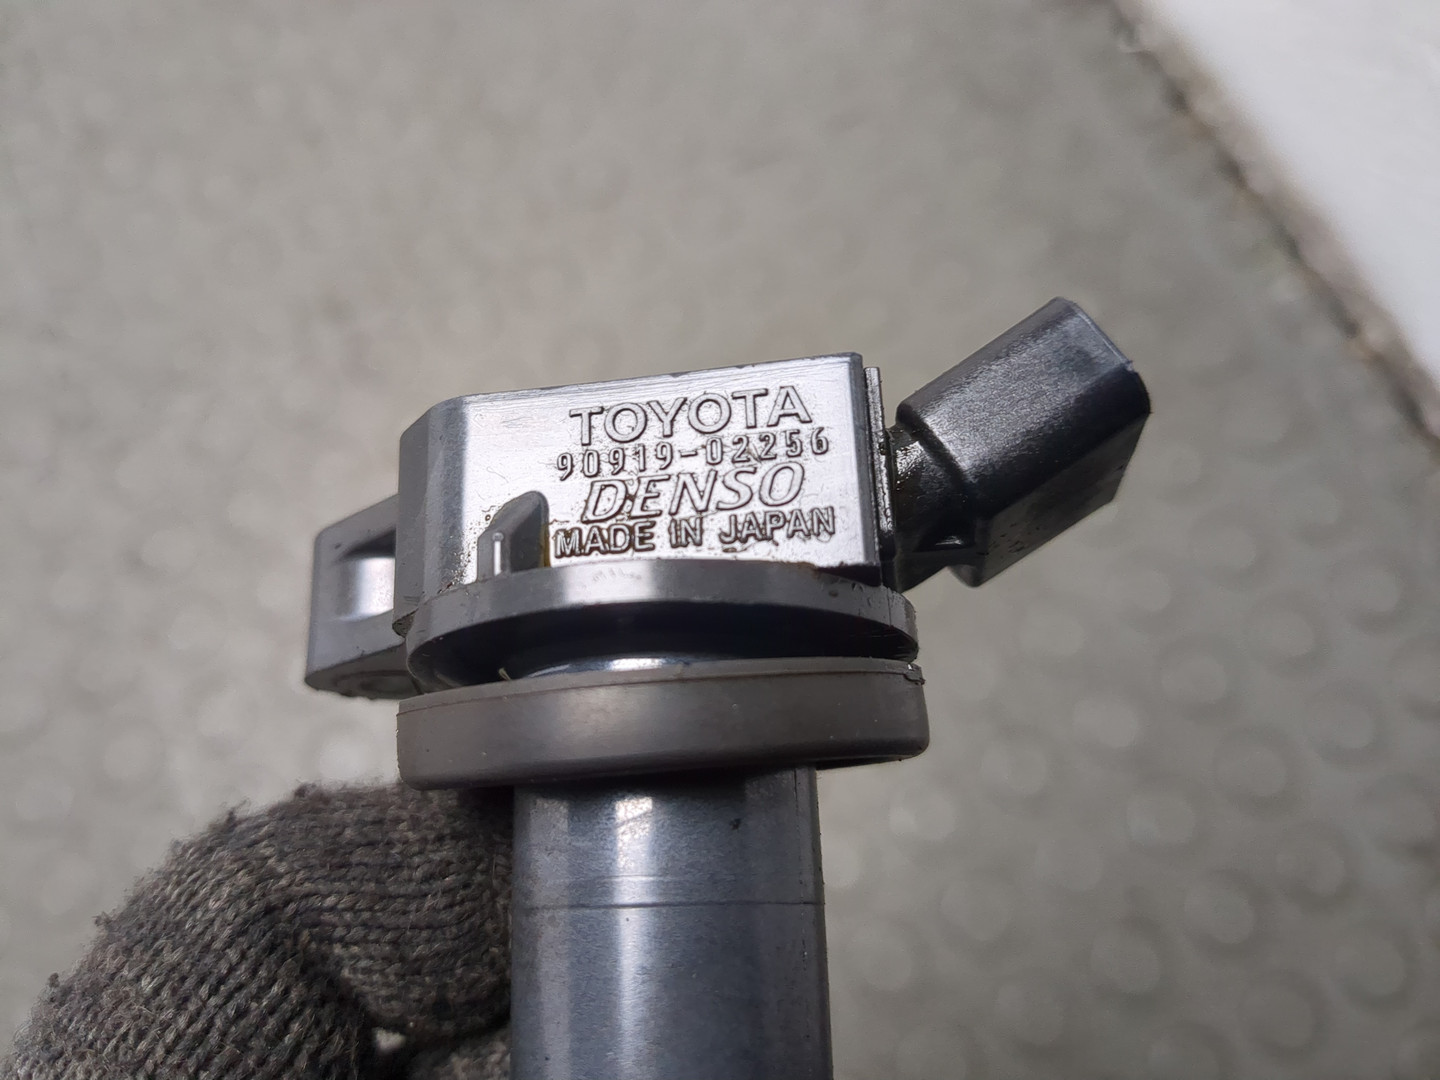 TOYOTA
90919-02256
DENSO
MADE IN JAPAN